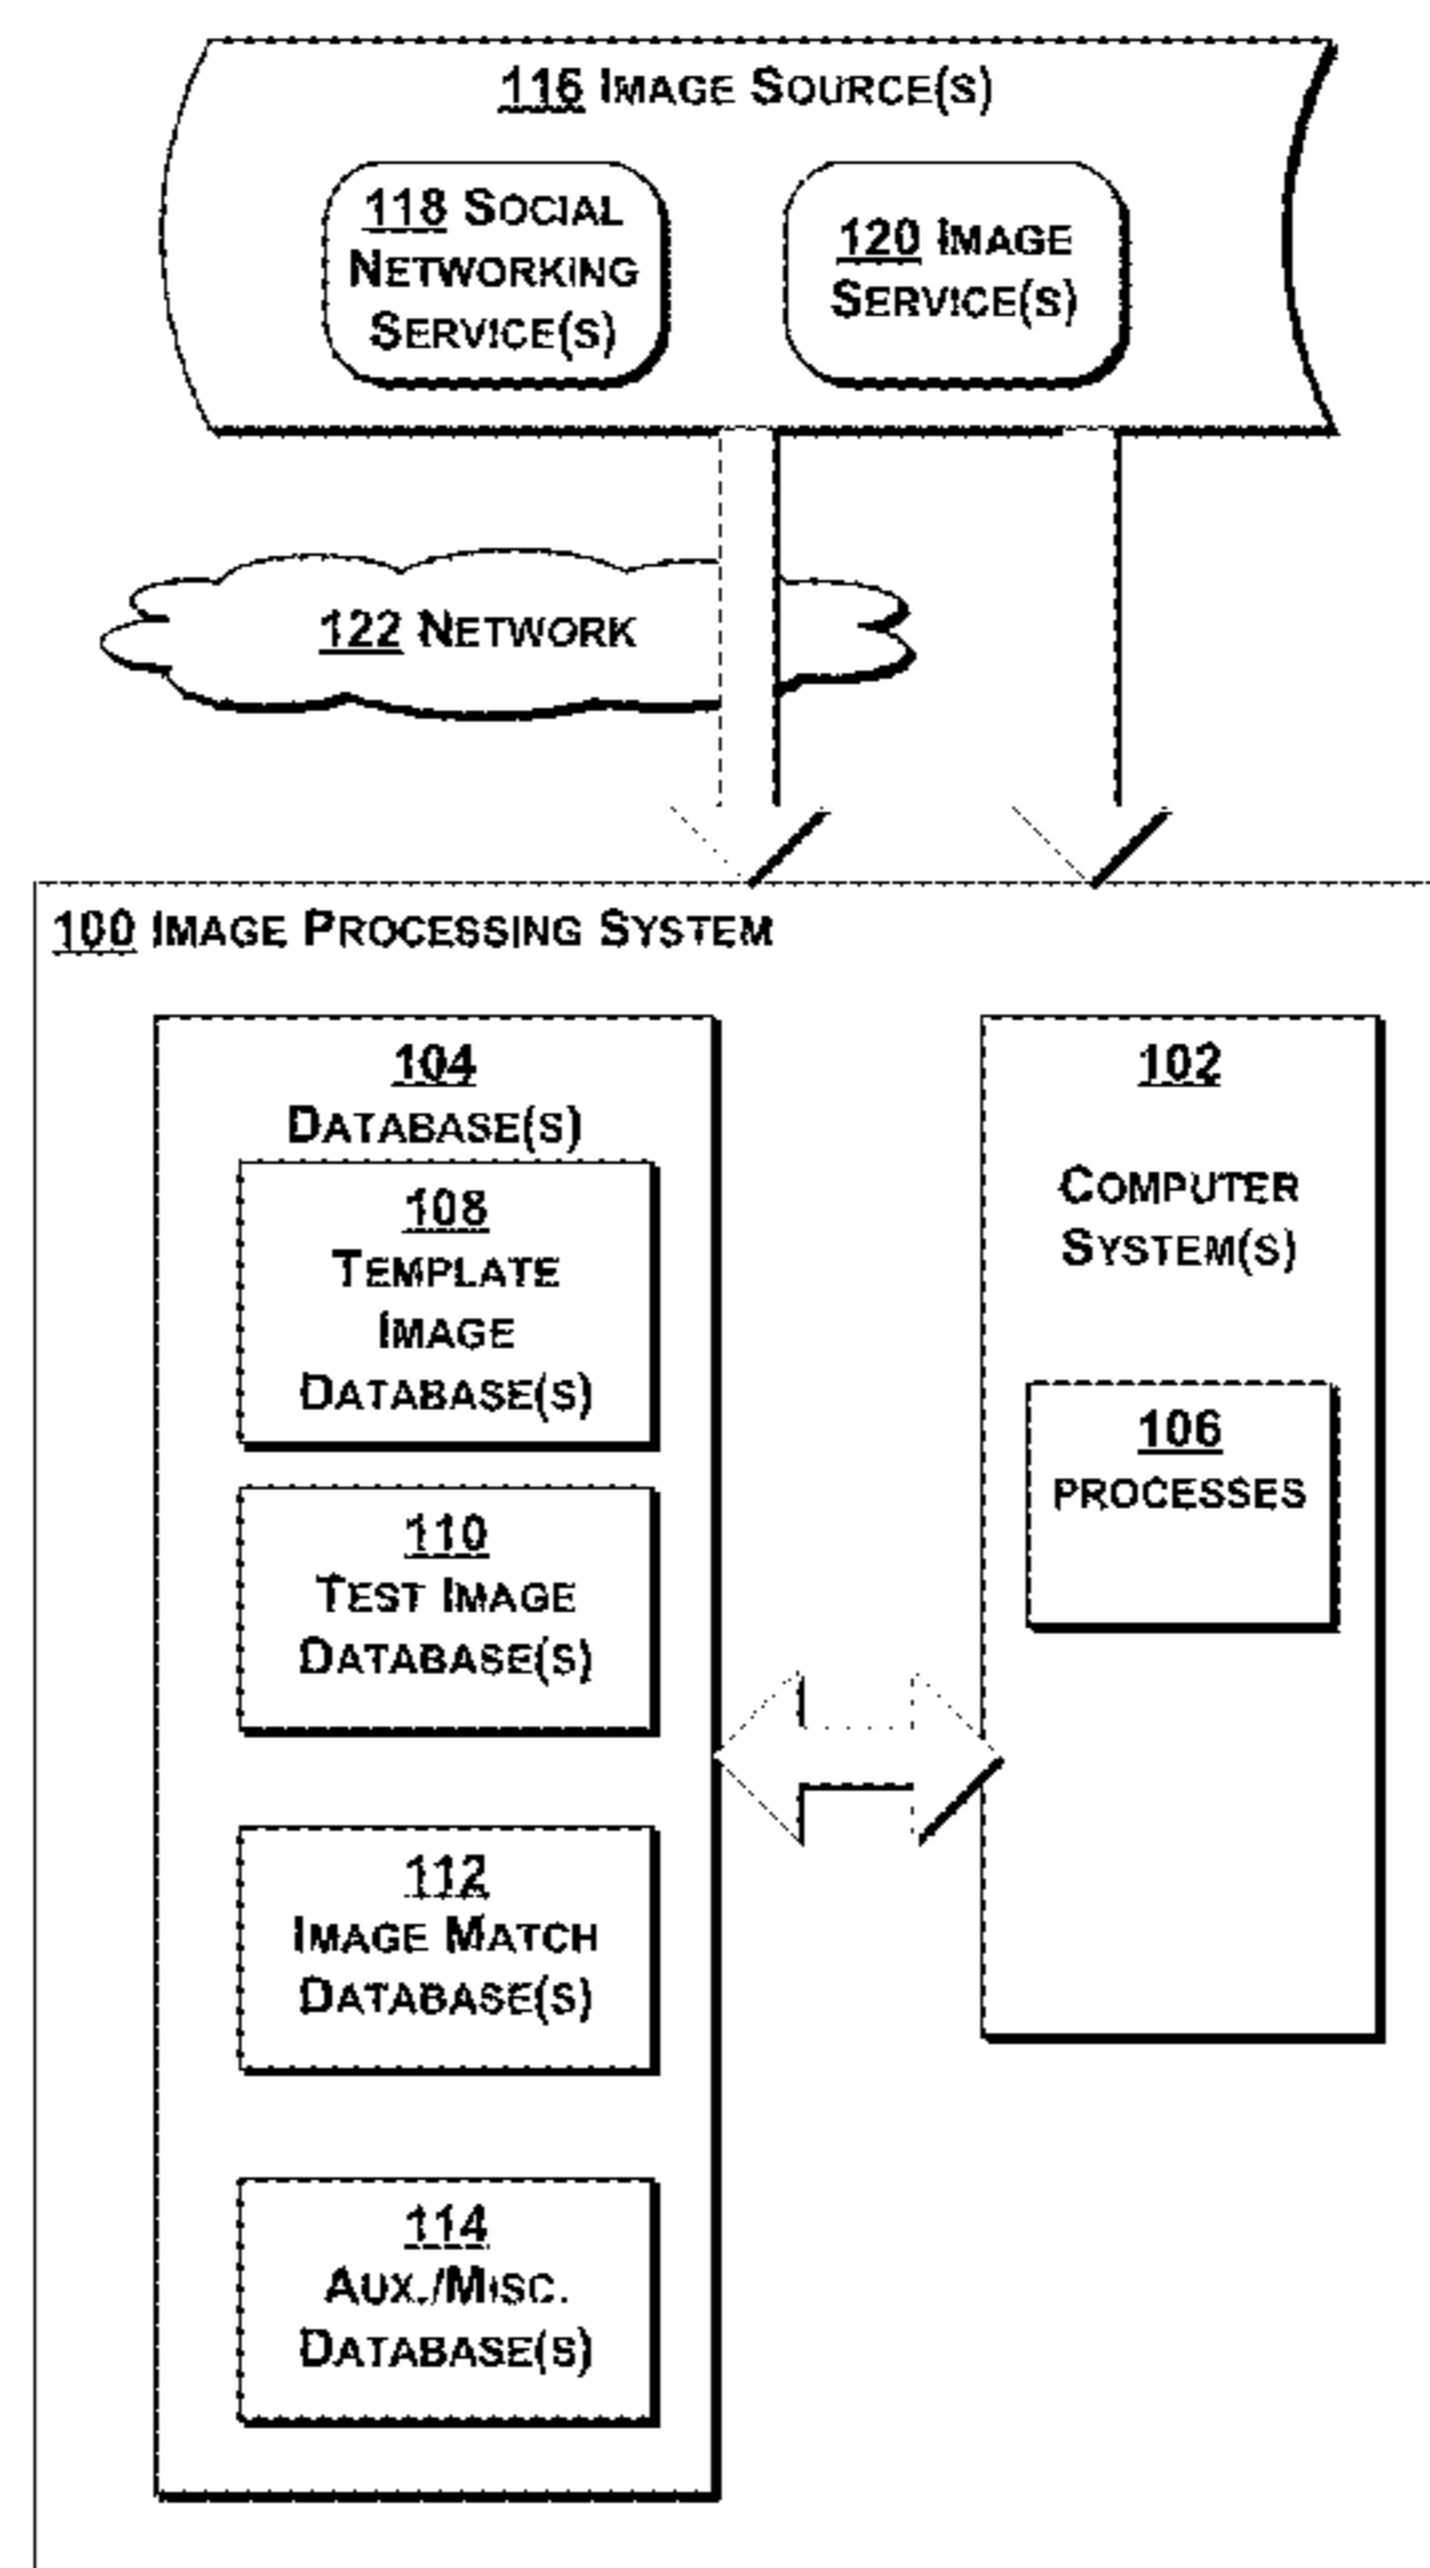 116 IMAGE SOURCE(S)
118 SOCIAL
NETWORKING
SERVICE(S)
120 IMAGE
SERVICE(S)
122 NETWORK
100 IMAGE PROCESSING SYSTEM
104
DATABASE(S)
108
TEMPLATE
IMAGE
DATABASE(S)
110
TEST IMAGE
DATABASE(S)
112
IMAGE MATCH
DATABASE(S)
114
AUX./MISC.
DATABASE(S)
102
COMPUTER
SYSTEM(S)
106
PROCESSES